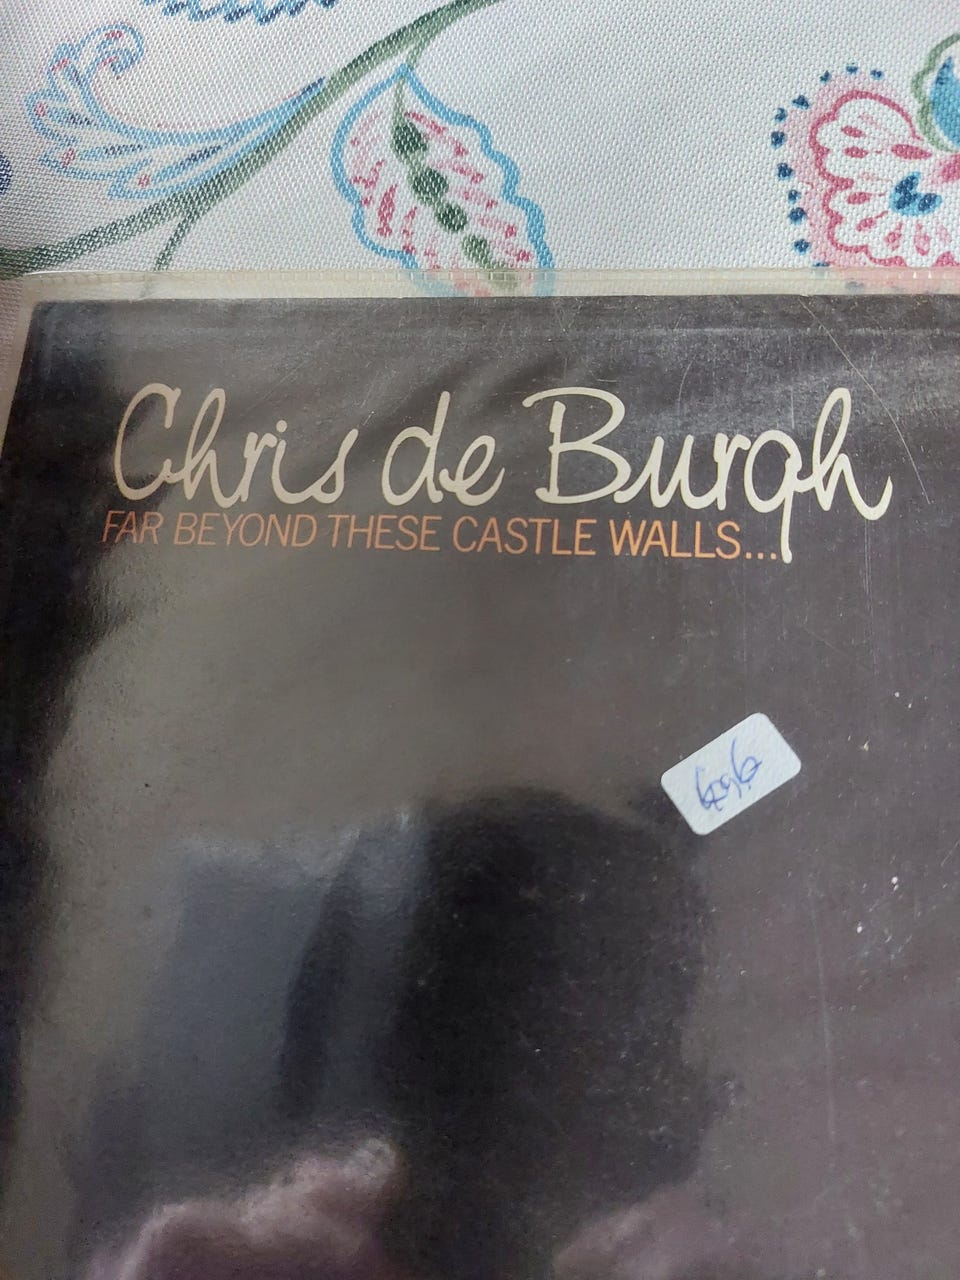 Chris de Burgh
FAR BEYOND THESE CASTLE WALLS...